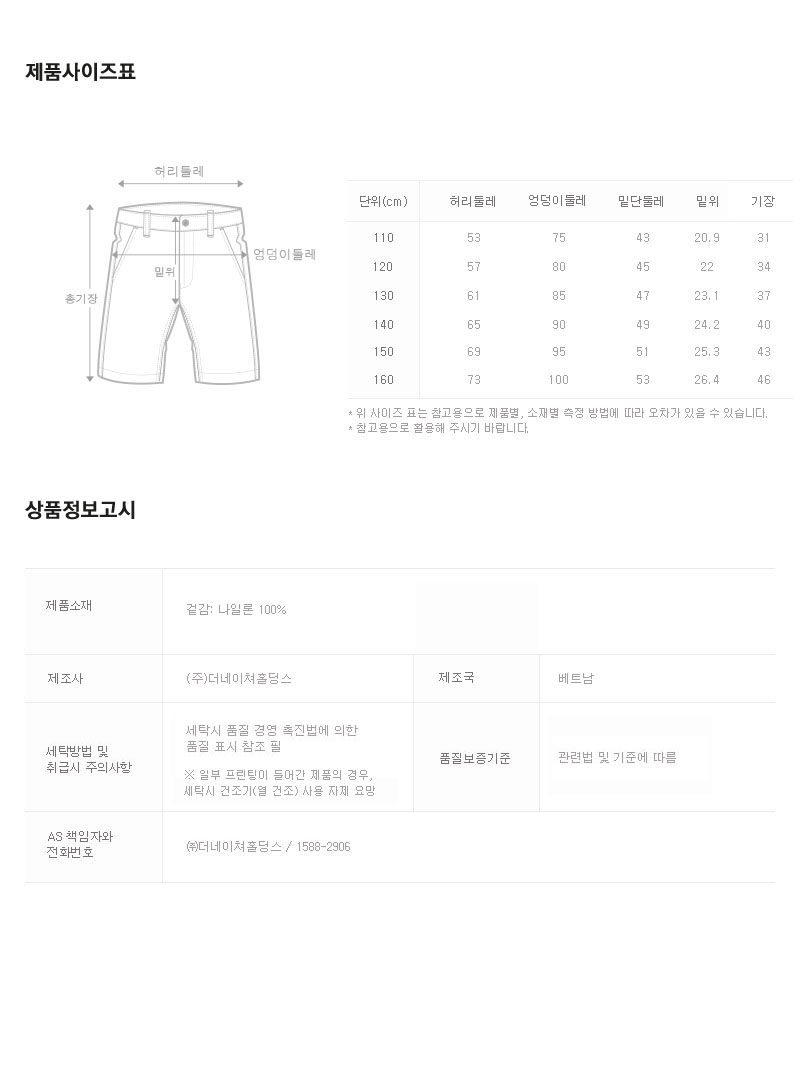 제품사이즈표
허리둘레
엉덩이둘레
밑위
총기장
단위(cm) 허리둘레 엉덩이둘레 밑단둘레 밑위 기장
110 53 75 43 20.9 31
120 57 80 45 22 34
130 61 85 47 23.1 37
140 65 90 49 24.2 40
150 69 95 51 25.3 43
160 73 100 53 26.4 46
* 위 사이즈 표는 참고용으로 제품별, 소재별 측정 방법에 따라 오차가 있을 수 있습니다.
* 참고용으로 활용해 주시기 바랍니다.
상품정보고시
제품소재 겉감: 나일론 100%
제조사 (주)더네이쳐홀딩스 제조국 베트남
세탁방법 및
취급시 주의사항
세탁시 품질 경영 촉진법에 의한
품질 표시 참조 필
※ 일부 프린팅이 들어간 제품의 경우,
세탁시 건조기(열 건조) 사용 자제 요망
품질보증기준 관련법 및 기준에 따름
AS 책임자와
전화번호
㈜더네이쳐홀딩스 / 1588-2906